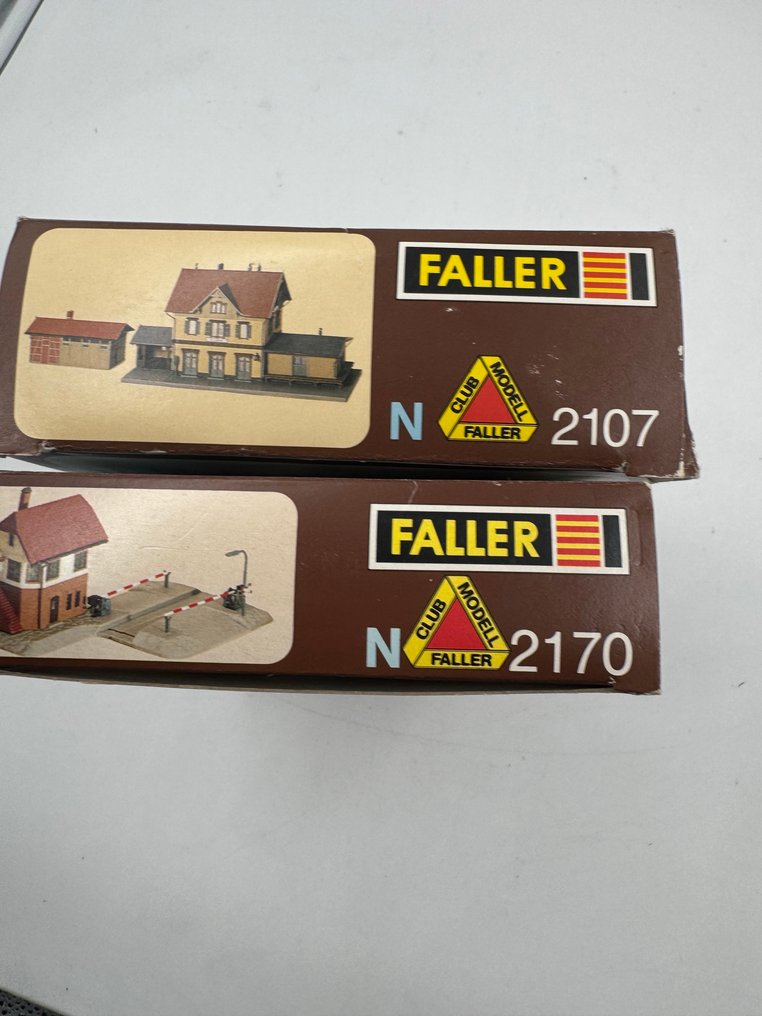 FALLER
N CLUB MODELL FALLER 2107
FALLER
N CLUB MODELL FALLER 2170